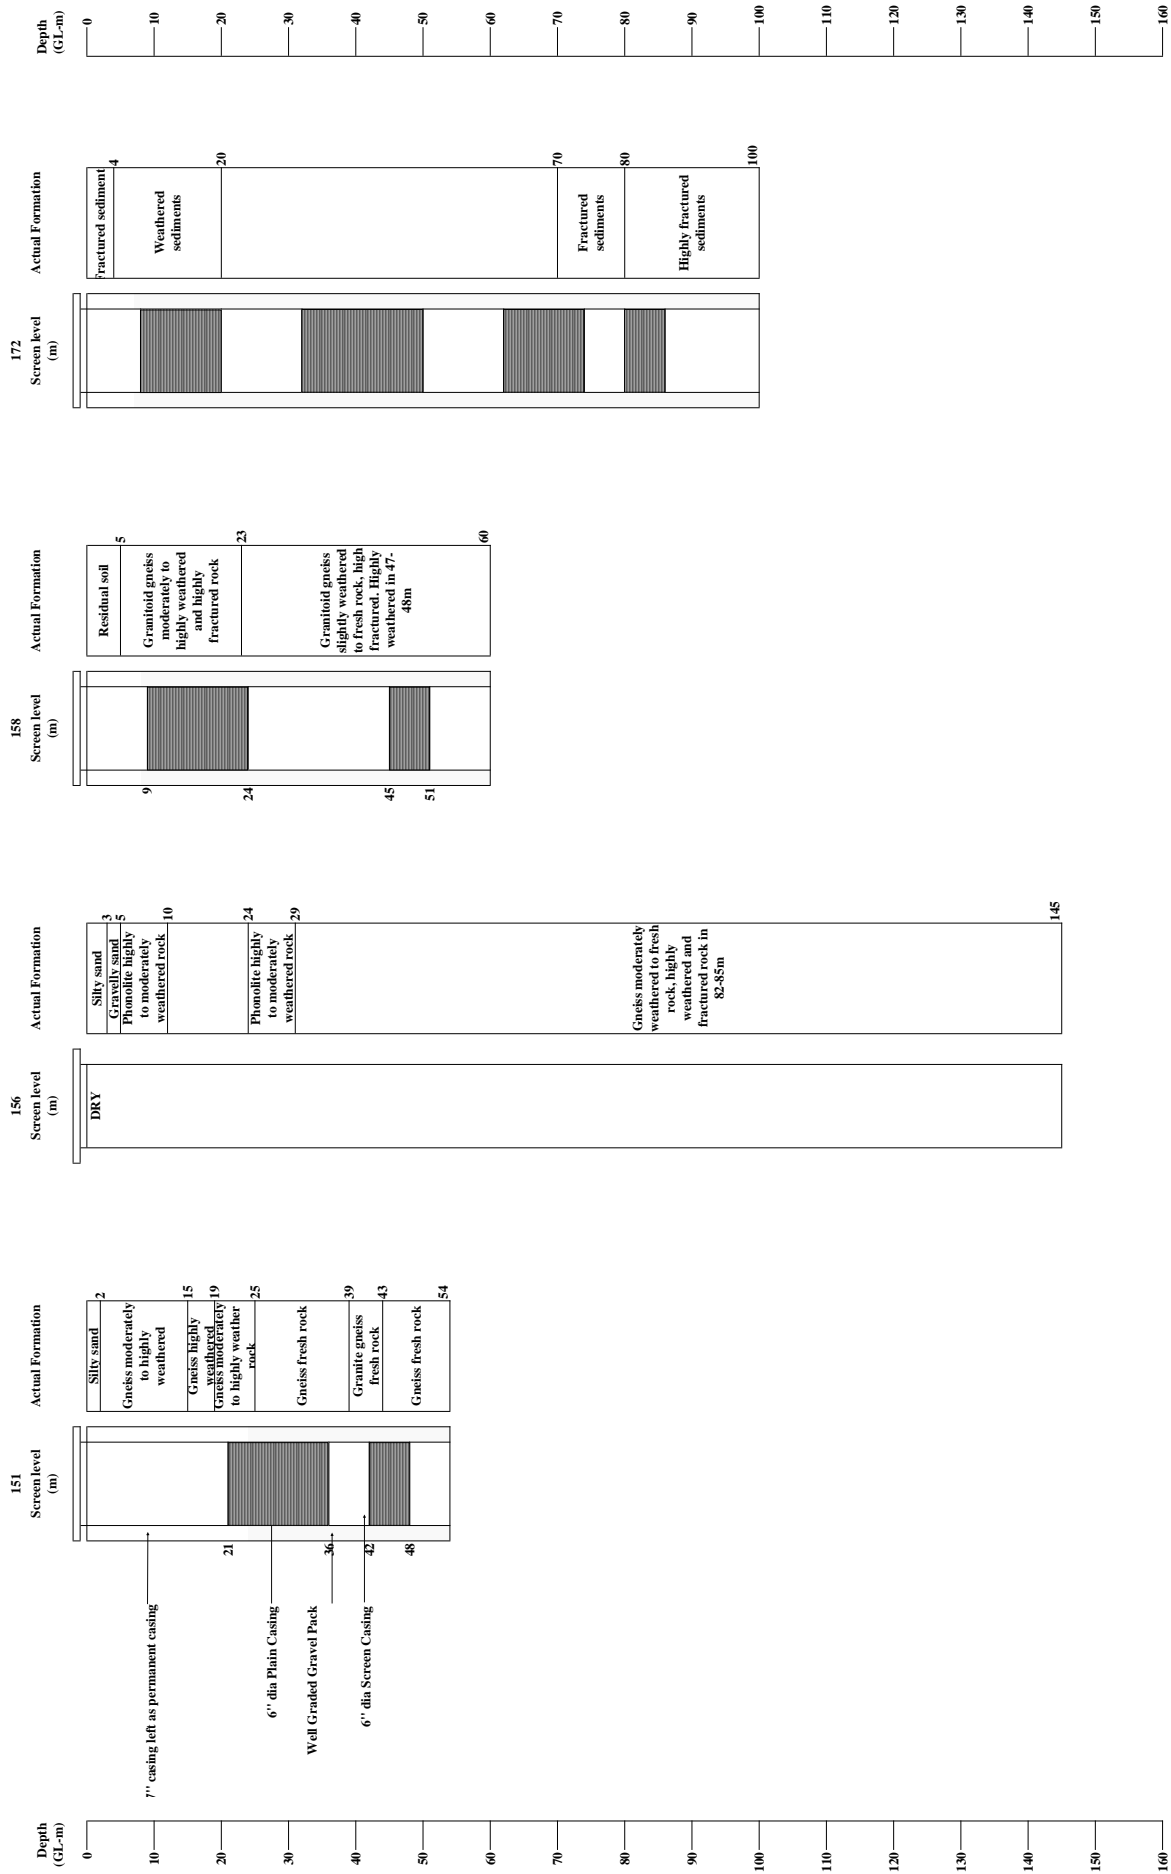 Depth
(GL-m)
0
10
20
30
40
50
60
70
80
90
100
110
120
130
140
150
160
151
Screen level
(m)
21
36
42
48
7" casing left as permanent casing
6" dia Plain Casing
Well Graded Gravel Pack
6" dia Screen Casing
Actual Formation
Silty sand
2
Gneiss moderately
to highly
weathered
15
Gneiss highly
weathered
19
Gneiss moderately
to highly weather
rock
25
Gneiss fresh rock
39
Granite gneiss
fresh rock
43
Gneiss fresh rock
54
156
Screen level
(m)
DRY
Actual Formation
Silty sand
3
Gravelly sand
5
Phonolite highly
to moderately
weathered rock
10
24
Phonolite highly
to moderately
weathered rock
29
Gneiss moderately
weathered to fresh
rock, highly
weathered and
fractured rock in
82-85m
145
158
Screen level
(m)
9
24
45
51
Actual Formation
Residual soil
5
Granitoid gneiss
moderately to
highly weathered
and highly
fractured rock
23
Granitoid gneiss
slightly weathered
to fresh rock, high
fractured. Highly
weathered in 47-
48m
60
172
Screen level
(m)
Actual Formation
Fractured sediment
4
Weathered
sediments
20
70
Fractured
sediments
80
Highly fractured
sediments
100
Depth
(GL-m)
0
10
20
30
40
50
60
70
80
90
100
110
120
130
140
150
160